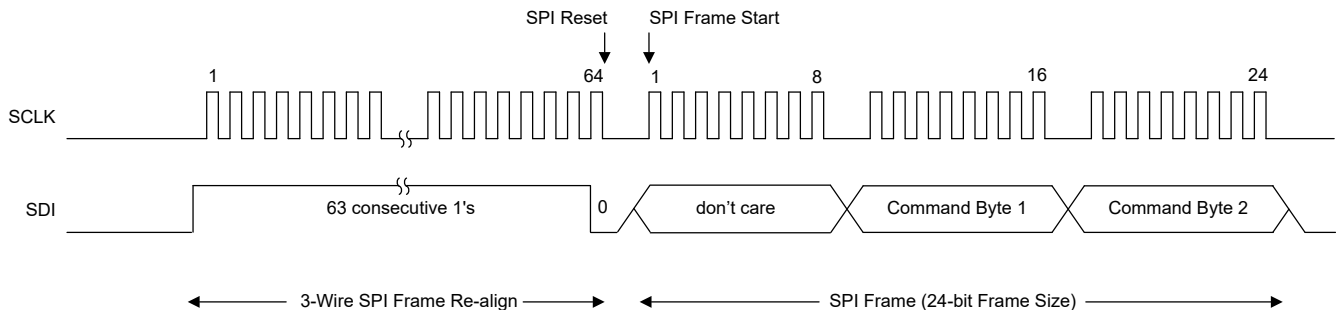 SPI Reset
SPI Frame Start
1
64
1
8
16
24
SCLK
SDI
63 consecutive 1's
0
don't care
Command Byte 1
Command Byte 2
3-Wire SPI Frame Re-align
SPI Frame (24-bit Frame Size)